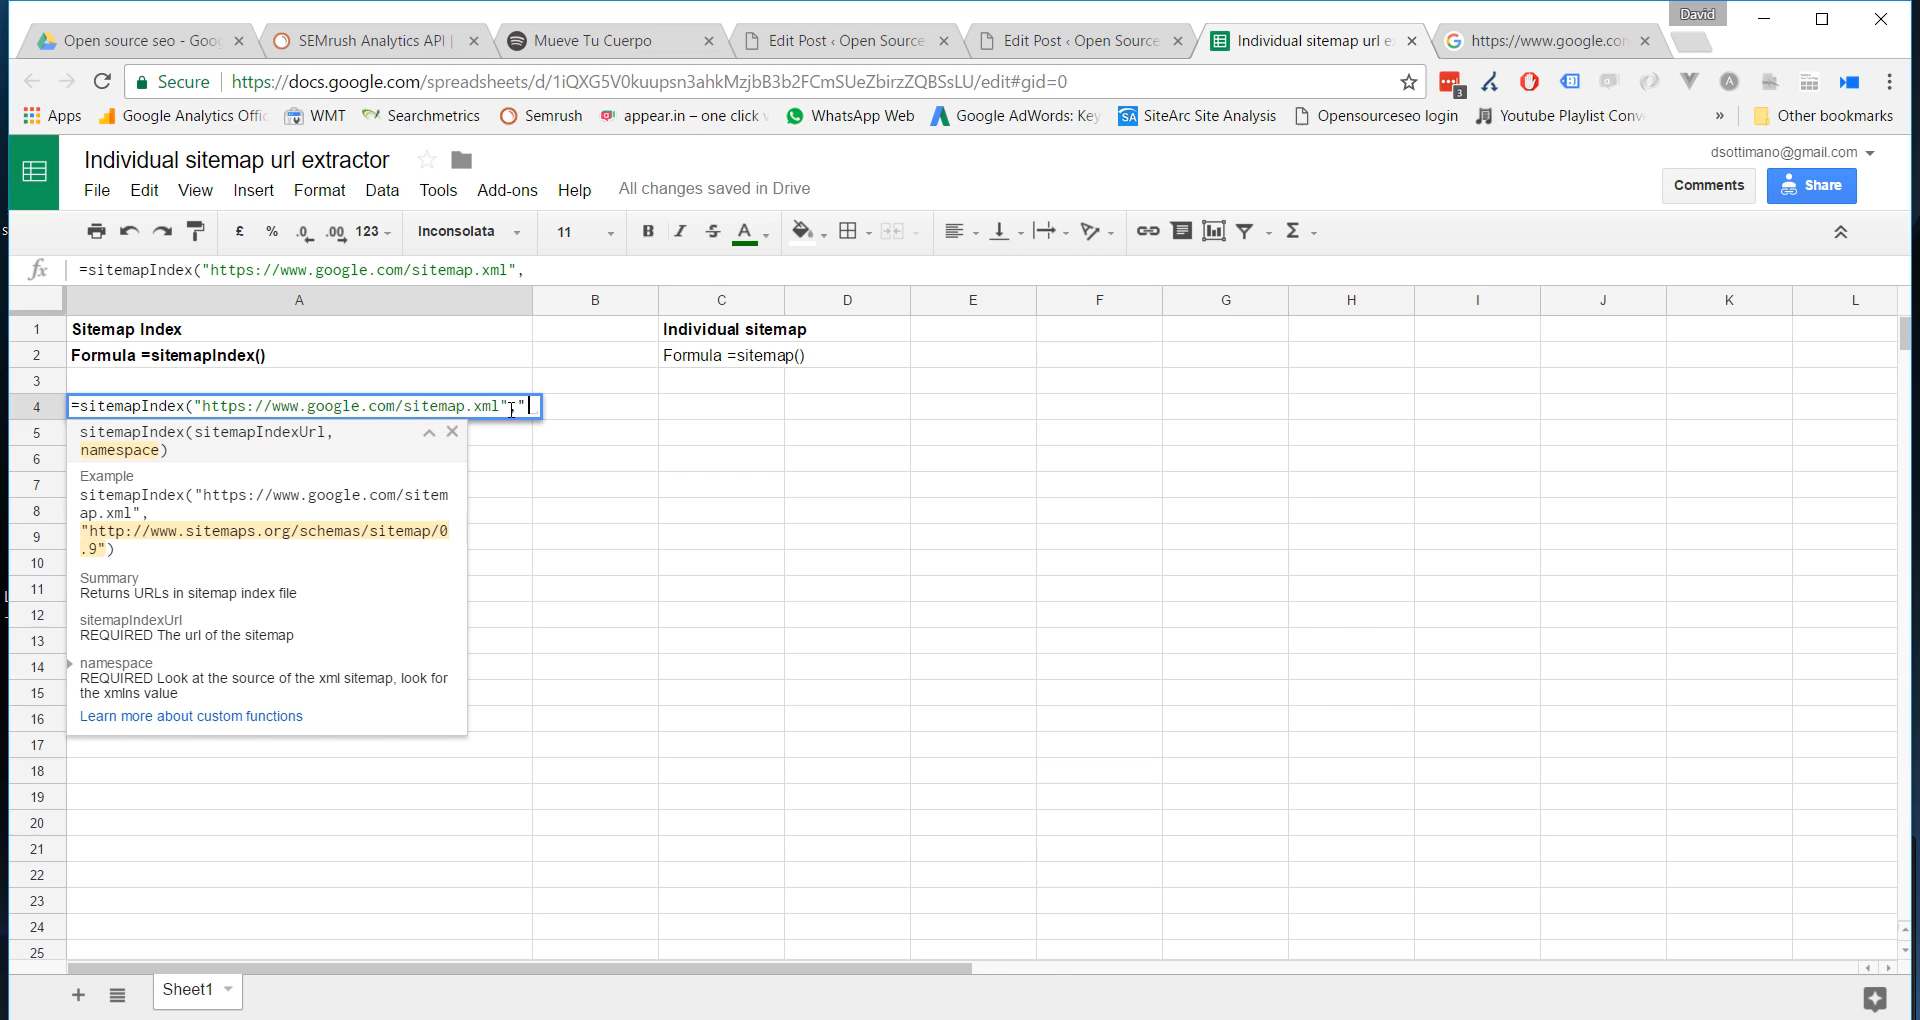 David
Open source seo - Goo
SEMrush Analytics API
Mueve Tu Cuerpo
Edit Post ‹ Open Source
Edit Post ‹ Open Source
Individual sitemap url e
https://www.google.con
Secure
https://docs.google.com/spreadsheets/d/1iQXG5V0kuupsn3ahkMzjbB3b2FCmSUeZbirzZQBSsLU/edit#gid=0
3
Apps
Google Analytics Offic
WMT
Searchmetrics
Semrush
appear.in – one click
WhatsApp Web
Google AdWords: Key
SiteArc Site Analysis
Opensourceseo login
Youtube Playlist Conv
»
Other bookmarks
Individual sitemap url extractor
dsottimano@gmail.com
File Edit View Insert Format Data Tools Add-ons Help
All changes saved in Drive
Comments
Share
£ % .0 .00 123
Inconsolata
11
B I S A
Σ
fx
=sitemapIndex("https://www.google.com/sitemap.xml",
A B C D E F G H I J K L
1 Sitemap Index Individual sitemap
2 Formula =sitemapIndex() Formula =sitemap()
3
4 =sitemapIndex("https://www.google.com/sitemap.xml","
5 sitemapIndex(sitemapIndexUrl,
namespace)
6
Example
7 sitemapIndex("https://www.google.com/sitem
8 ap.xml",
"http://www.sitemaps.org/schemas/sitemap/0
9 .9")
10
Summary
11 Returns URLs in sitemap index file
12 sitemapIndexUrl
13 REQUIRED The url of the sitemap
14 namespace
REQUIRED Look at the source of the xml sitemap, look for
15 the xmlns value
16 Learn more about custom functions
17
18
19
20
21
22
23
24
25
Sheet1